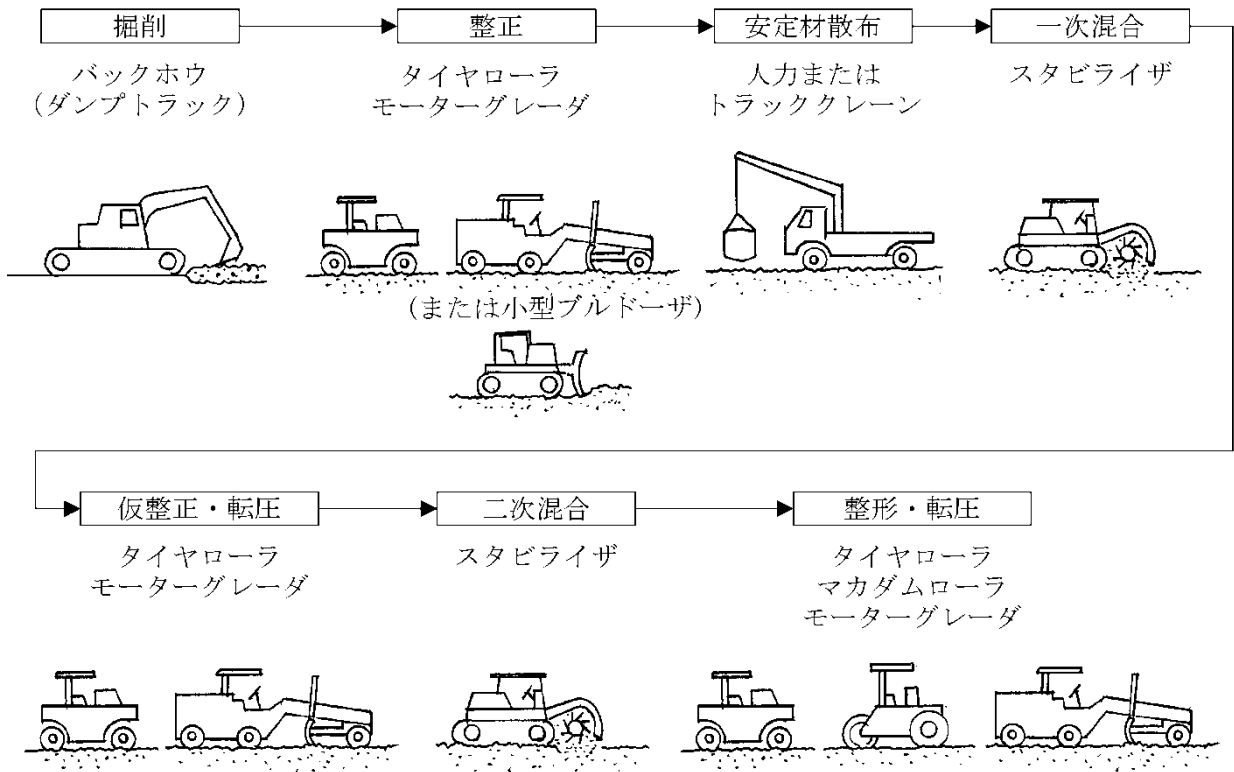 掘削
整正
安定材散布
一次混合
バックホウ
(ダンプトラック)
タイヤローラ
モーターグレーダ
人力または
トラッククレーン
スタビライザ
(または小型ブルドーザ)
仮整正・転圧
二次混合
整形・転圧
タイヤローラ
モーターグレーダ
スタビライザ
タイヤローラ
マカダムローラ
モーターグレーダ